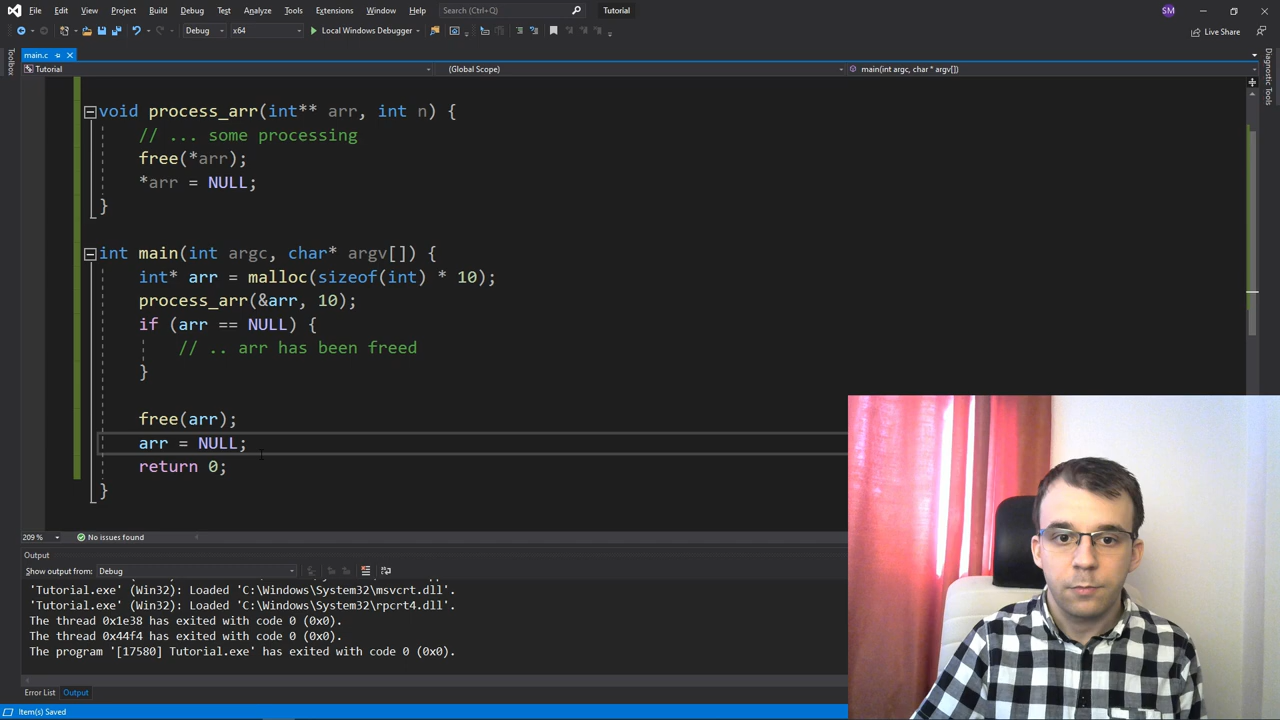 File Edit View Project Build Debug Test Analyze Tools Extensions Window Help Search (Ctrl+Q) Tutorial SM
Debug x64 Local Windows Debugger Live Share
main.c
Toolbox
Tutorial (Global Scope) main(int argc, char * argv[])
Diagnostic Tools
void process_arr(int** arr, int n) {
// ... some processing
free(*arr);
*arr = NULL;
}
int main(int argc, char* argv[]) {
int* arr = malloc(sizeof(int) * 10);
process_arr(&arr, 10);
if (arr == NULL) {
// .. arr has been freed
}
free(arr);
arr = NULL;
return 0;
}
209 % No issues found
Output
Show output from: Debug
'Tutorial.exe' (Win32): Loaded 'C:\Windows\System32\msvcrt.dll'.
'Tutorial.exe' (Win32): Loaded 'C:\Windows\System32\rpcrt4.dll'.
The thread 0x1e38 has exited with code 0 (0x0).
The thread 0x44f4 has exited with code 0 (0x0).
The program '[17580] Tutorial.exe' has exited with code 0 (0x0).
Error List Output
Item(s) Saved